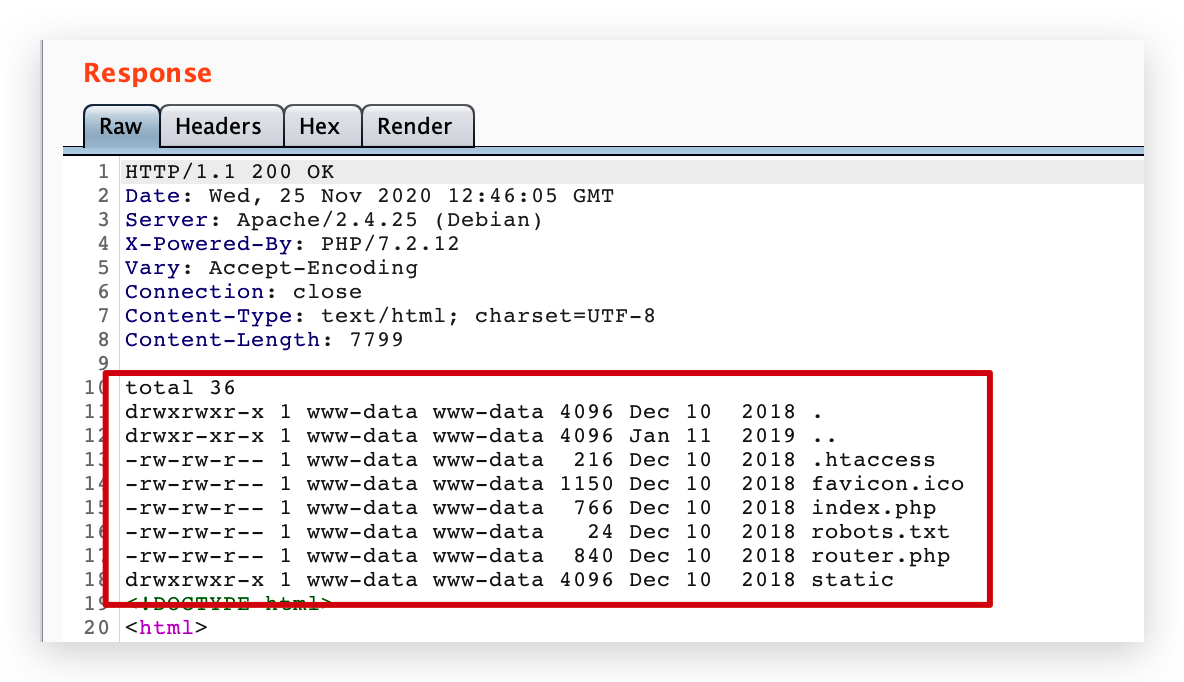 Response
Raw Headers Hex Render
1 HTTP/1.1 200 OK
2 Date: Wed, 25 Nov 2020 12:46:05 GMT
3 Server: Apache/2.4.25 (Debian)
4 X-Powered-By: PHP/7.2.12
5 Vary: Accept-Encoding
6 Connection: close
7 Content-Type: text/html; charset=UTF-8
8 Content-Length: 7799
9
10 total 36
11 drwxrwxr-x 1 www-data www-data 4096 Dec 10  2018 .
12 drwxr-xr-x 1 www-data www-data 4096 Jan 11  2019 ..
13 -rw-rw-r-- 1 www-data www-data  216 Dec 10  2018 .htaccess
14 -rw-rw-r-- 1 www-data www-data 1150 Dec 10  2018 favicon.ico
15 -rw-rw-r-- 1 www-data www-data  766 Dec 10  2018 index.php
16 -rw-rw-r-- 1 www-data www-data   24 Dec 10  2018 robots.txt
17 -rw-rw-r-- 1 www-data www-data  840 Dec 10  2018 router.php
18 drwxrwxr-x 1 www-data www-data 4096 Dec 10  2018 static
19 <!DOCTYPE html>
20 <html>